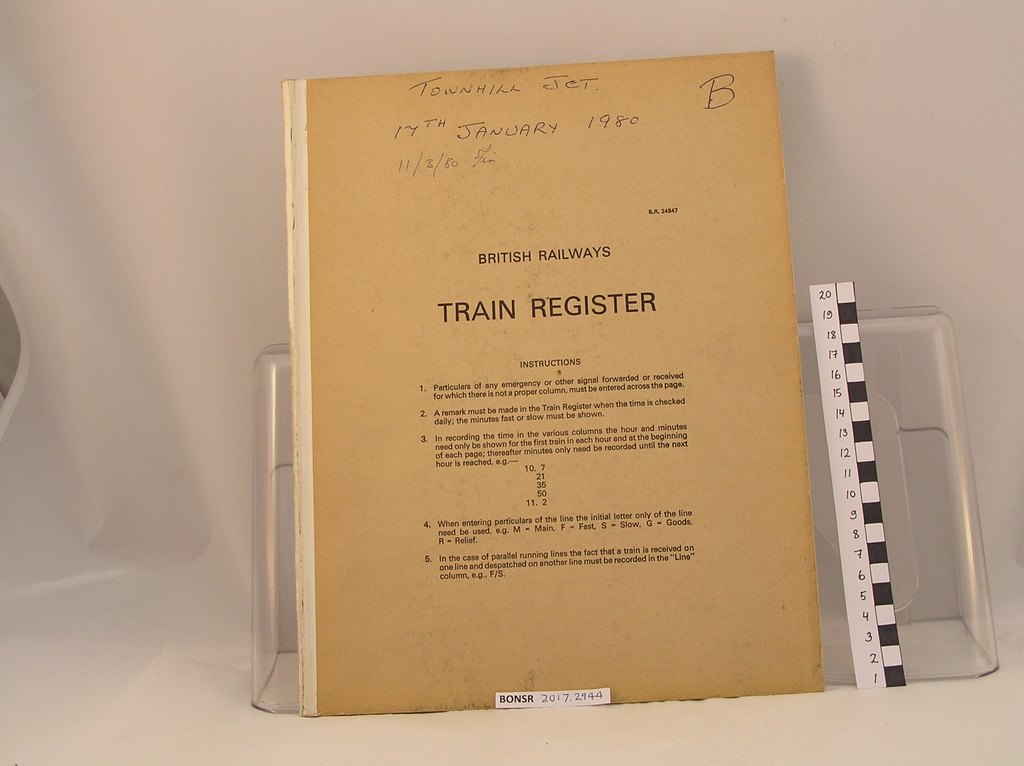 TOWNHILL JCT.
B
17TH JANUARY 1980.
11/3/80 Fin
B.R. 24847
BRITISH RAILWAYS
TRAIN REGISTER
INSTRUCTIONS
1. Particulars of any emergency or other signal forwarded or received
for which there is not a proper column, must be entered across the page.
2. A remark must be made in the Train Register when the time is checked
daily; the minutes fast or slow must be shown.
3. In recording the time in the various columns the hour and minutes
need only be shown for the first train in each hour and at the beginning
of each page; thereafter minutes only need be recorded until the next
hour is reached, e.g.—
10. 7
21
35
50
11. 2
4. When entering particulars of the line the initial letter only of the line
need be used, e.g. M = Main, F = Fast, S = Slow, G = Goods,
R = Relief.
5. In the case of parallel running lines the fact that a train is received on
one line and despatched on another line must be recorded in the "Line"
column, e.g., F/S.
BONSR 2017.2944
20
19
18
17
16
15
14
13
12
11
10
9
8
7
6
5
4
3
2
1